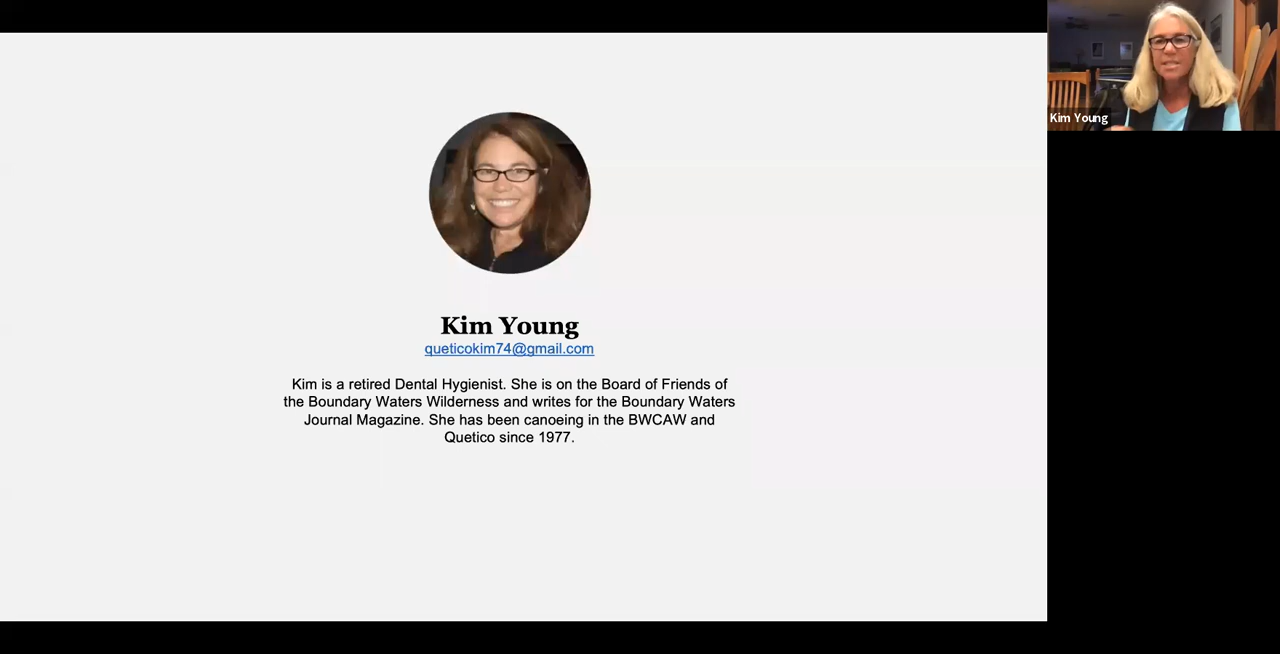 Kim Young
queticokim74@gmail.com
Kim is a retired Dental Hygienist. She is on the Board of Friends of
the Boundary Waters Wilderness and writes for the Boundary Waters
Journal Magazine. She has been canoeing in the BWCAW and
Quetico since 1977.
Kim Young